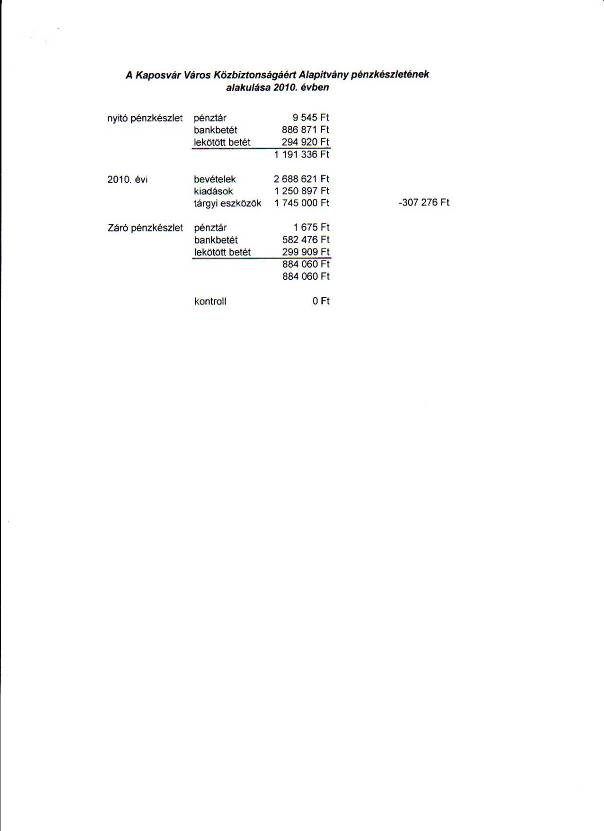 A Kaposvár Város Közbiztonságáért Alapítvány pénzkészletének
alakulása 2010. évben
nyitó pénzkészlet pénztár 9 545 Ft
bankbetét 886 871 Ft
lekötött betét 294 920 Ft
1 191 336 Ft
2010. évi bevételek 2 688 621 Ft
kiadások 1 250 897 Ft
tárgyi eszközök 1 745 000 Ft -307 276 Ft
Záró pénzkészlet pénztár 1 675 Ft
bankbetét 582 476 Ft
lekötött betét 299 909 Ft
884 060 Ft
884 060 Ft
kontroll 0 Ft